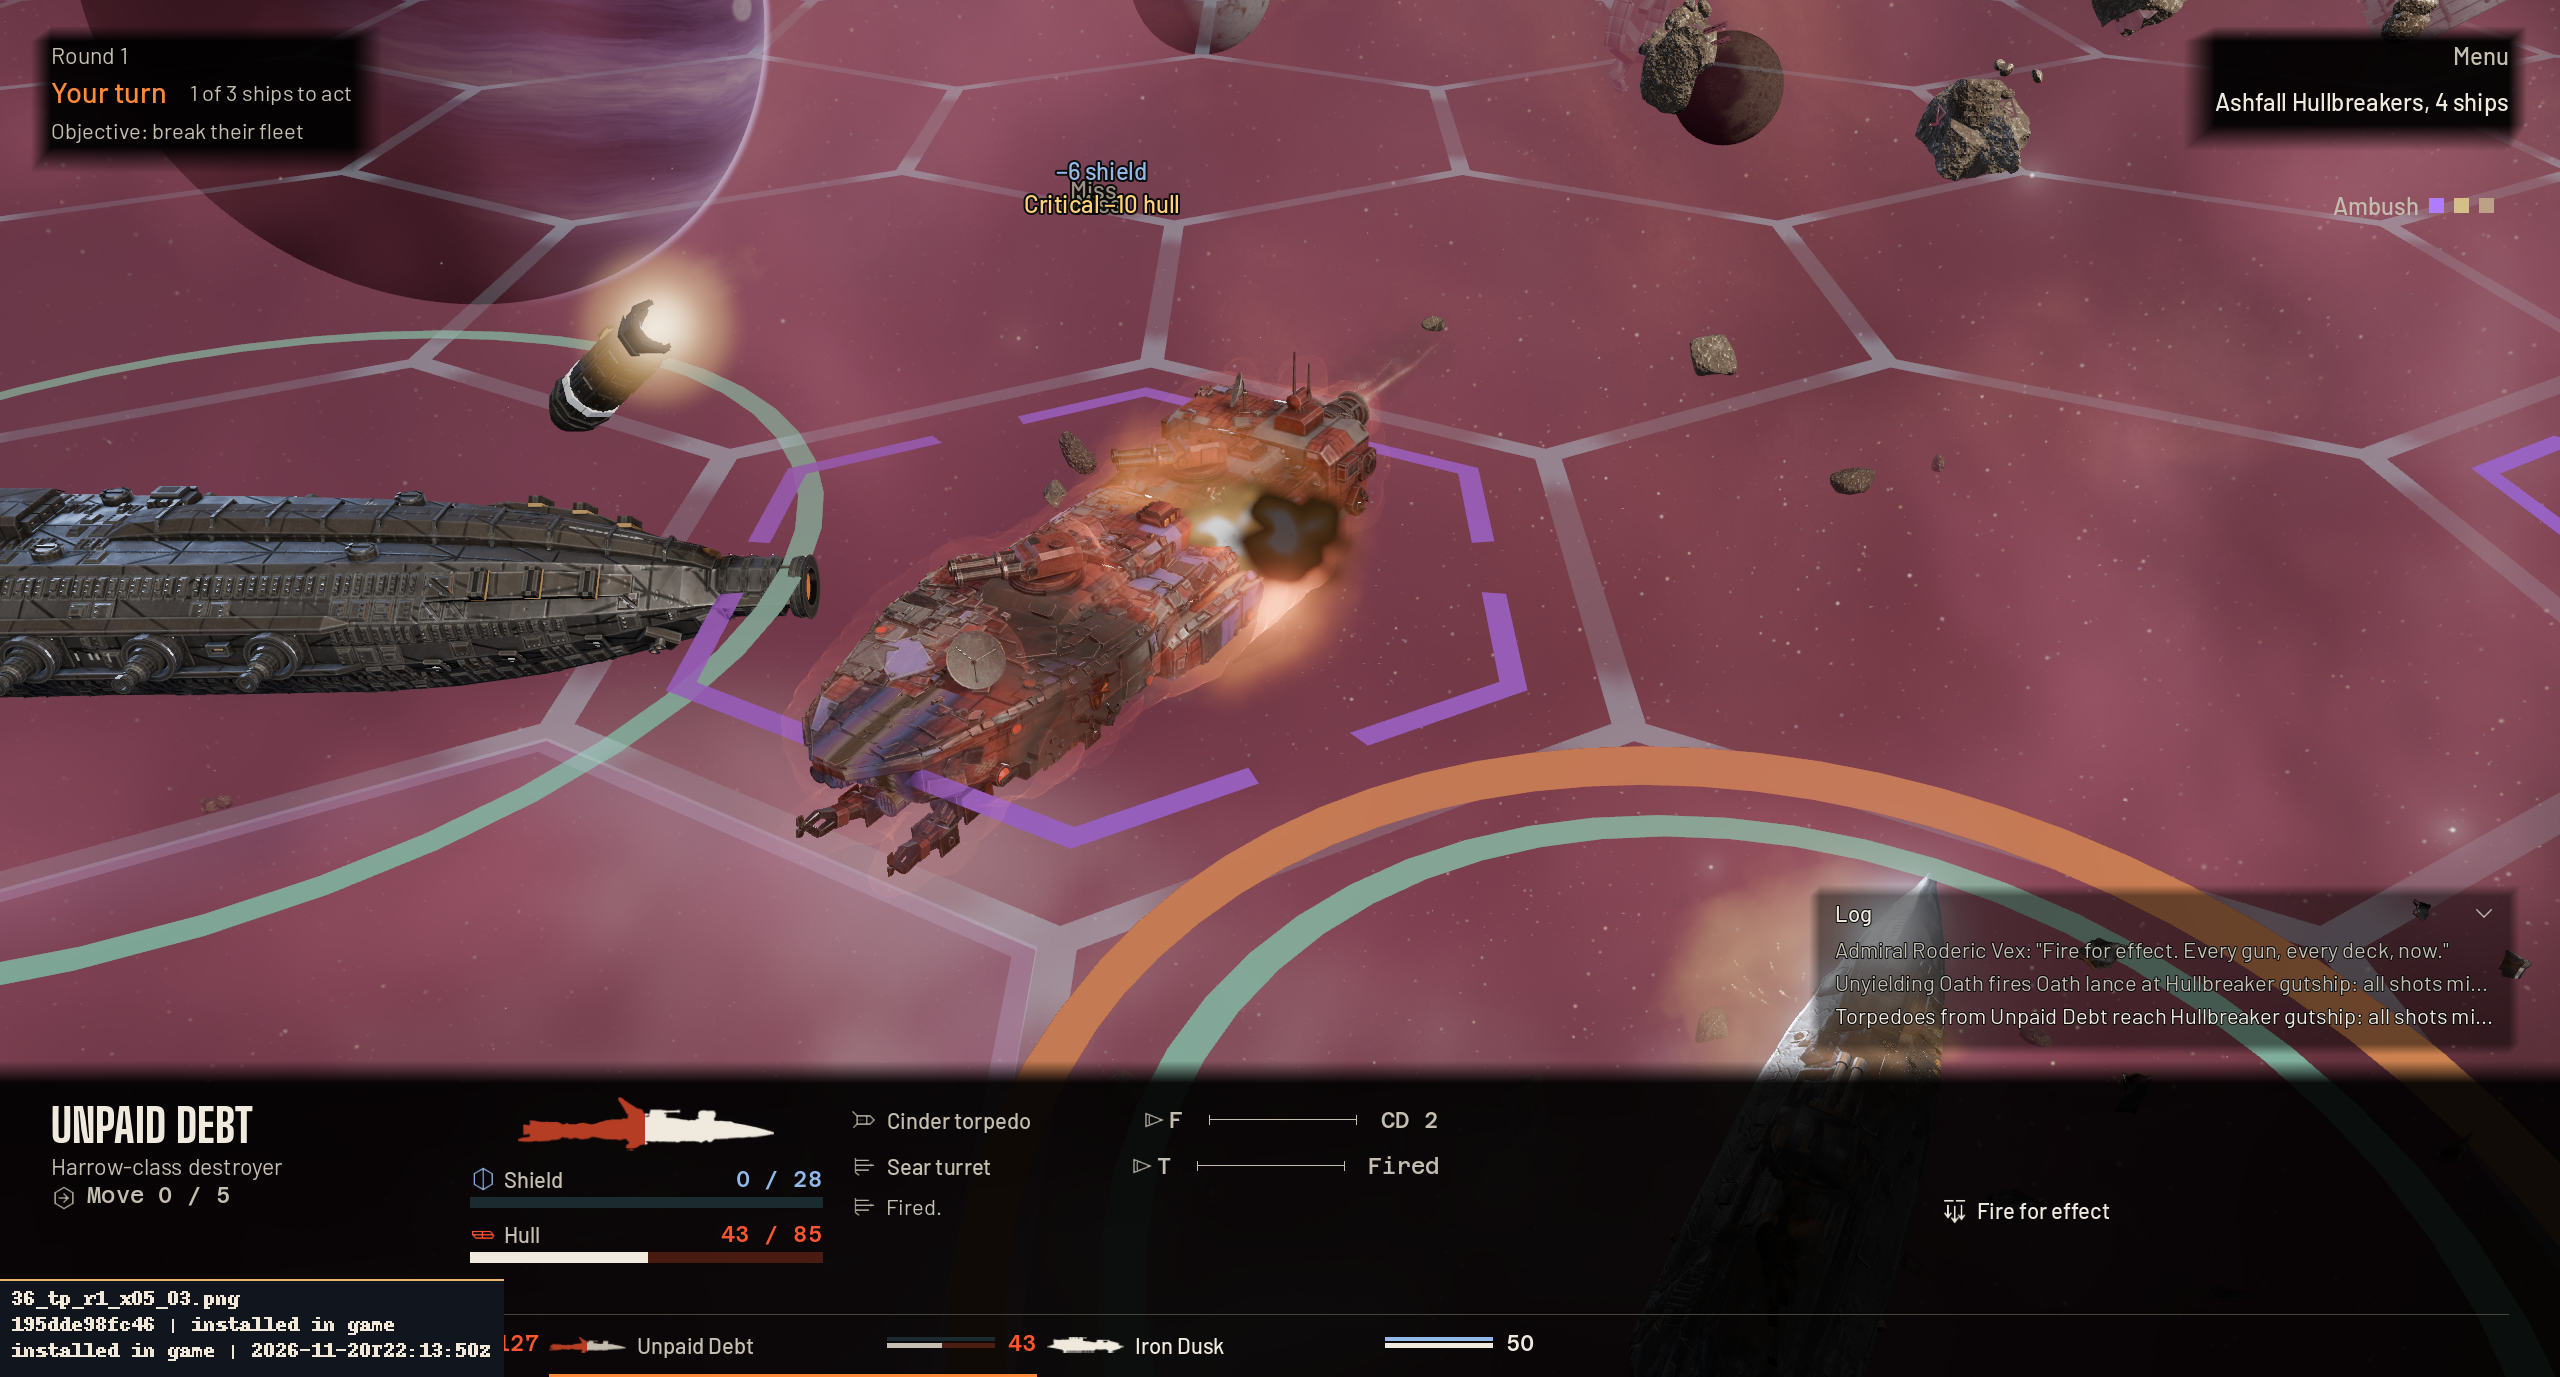 Round 1
Your turn 1 of 3 ships to act
Objective: break their fleet
Menu
Ashfall Hullbreakers, 4 ships
Ambush
−6 shield
Miss
Critical −10 hull
Log
Admiral Roderic Vex: "Fire for effect. Every gun, every deck, now."
Unyielding Oath fires Oath lance at Hullbreaker gutship: all shots mi...
Torpedoes from Unpaid Debt reach Hullbreaker gutship: all shots mi...
UNPAID DEBT
Harrow-class destroyer
Move 0 / 5
Shield 0 / 28
Hull 43 / 85
Cinder torpedo F CD 2
Sear turret T Fired
Fired.
Fire for effect
36_tp_r1_x05_03.png
195dde98fc46 | installed in game
installed in game | 2026-11-20T22:13:50Z
127 Unpaid Debt 43 Iron Dusk 50